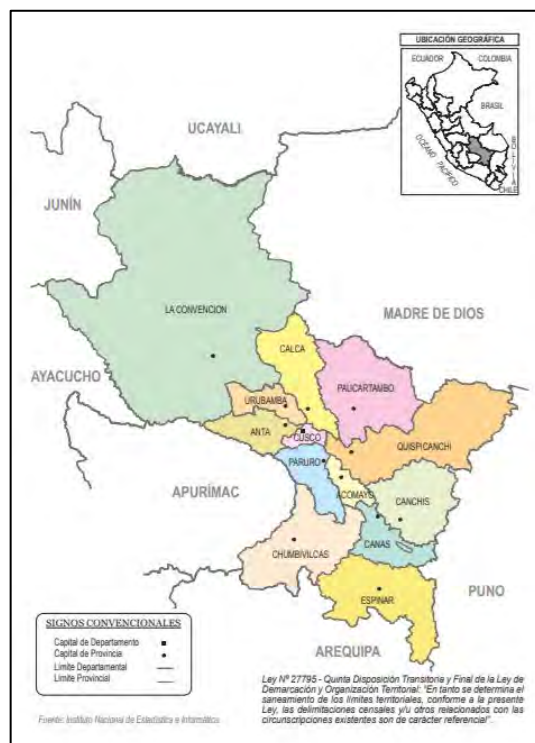 UBICACIÓN GEOGRÁFICA
ECUADOR
COLOMBIA
BRASIL
BOLIVIA
OCÉANO PACÍFICO
CHILE
UCAYALI
JUNÍN
LA CONVENCION
MADRE DE DIOS
CALCA
AYACUCHO
PAUCARTAMBO
URUBAMBA
ANTA
CUSCO
QUISPICANCHI
PARURO
APURÍMAC
ACOMAYO
CANCHIS
CHUMBIVILCAS
CANAS
PUNO
ESPINAR
AREQUIPA
SIGNOS CONVENCIONALES
Capital de Departamento
Capital de Provincia
Límite Departamental
Límite Provincial
Ley Nº 27795 - Quinta Disposición Transitoria y Final de la Ley de
Demarcación y Organización Territorial: "En tanto se determina el
saneamiento de los límites territoriales, conforme a la presente
Ley, las delimitaciones censales y/u otros relacionados con las
circunscripciones existentes son de carácter referencial".
Fuente: Instituto Nacional de Estadística e Informática.